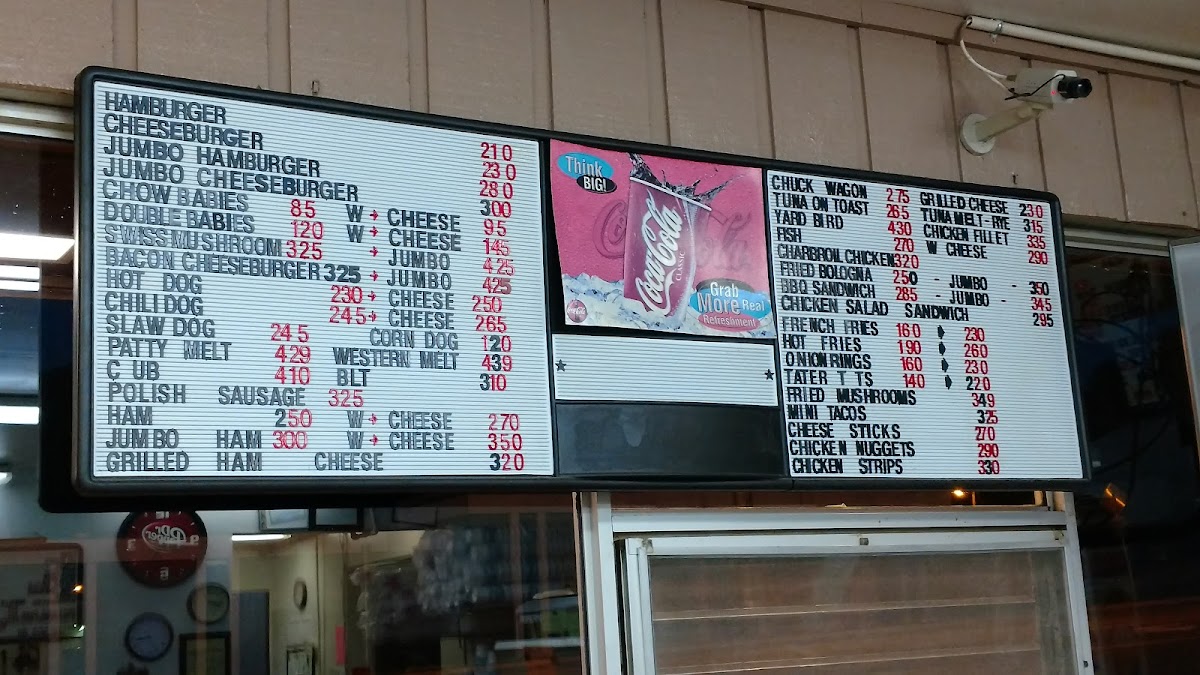 HAMBURGER 210
CHEESEBURGER 230
JUMBO HAMBURGER 280
JUMBO CHEESEBURGER 300
CHOW BABIES 85 W→ CHEESE 95
DOUBLE BABIES 120 W→ CHEESE 145
SWISS MUSHROOM 325 → JUMBO 425
BACON CHEESEBURGER 325 → JUMBO 425
HOT DOG 230→ CHEESE 250
CHILI DOG 245→ CHEESE 265
SLAW DOG 245 CORN DOG 120
PATTY MELT 429 WESTERN MELT 439
C UB 410 BLT 310
POLISH SAUSAGE 325
HAM 250 W→ CHEESE 270
JUMBO HAM 300 W→ CHEESE 350
GRILLED HAM CHEESE 320
Think
BIG!
Coca-Cola
CLASSIC
Grab
More Real
Refreshment
CHUCK WAGON 2.75 GRILLED CHEESE 230
TUNA ON TOAST 265 TUNA MELT-RYE 315
YARD BIRD 430 CHICKEN FILLET 335
FISH 270 W CHEESE 290
CHARBROIL CHICKEN 320
FRIED BOLOGNA 250 - JUMBO - 350
BBQ SANDWICH 285 - JUMBO - 345
CHICKEN SALAD SANDWICH 295
FRENCH FRIES 160 230
HOT FRIES 190 260
ONION RINGS 160 230
TATER T TS 140 220
FRIED MUSHROOMS 349
MINI TACOS 325
CHEESE STICKS 270
CHICKEN NUGGETS 290
CHICKEN STRIPS 330